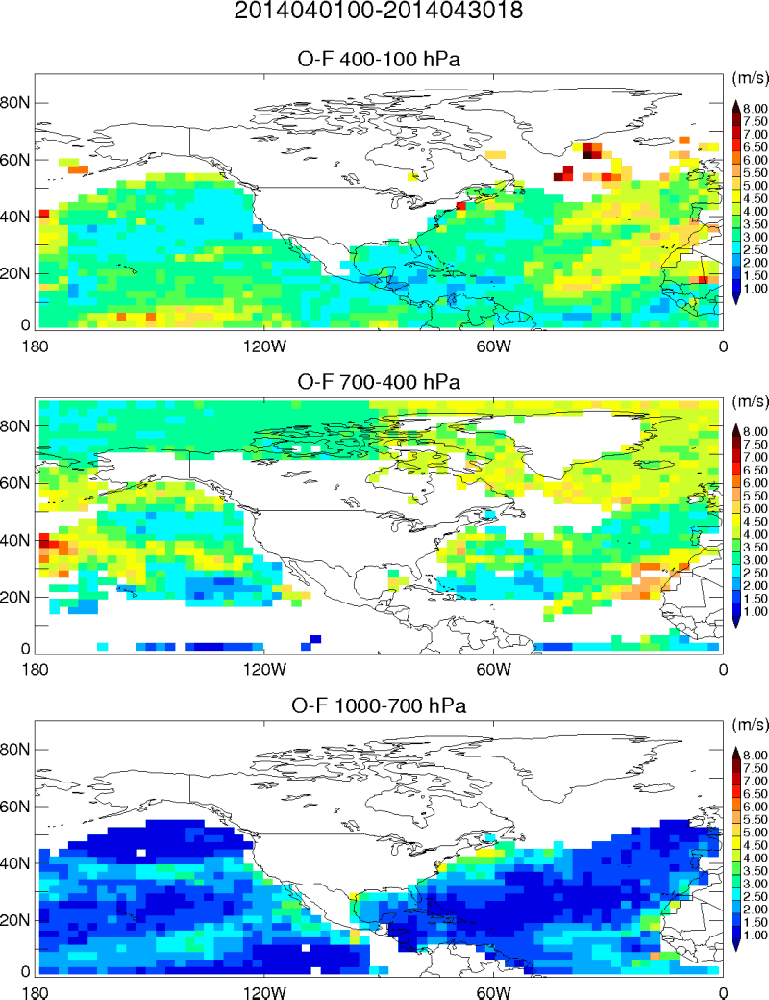 2014040100-2014043018
O-F 400-100 hPa
(m/s)
80N
60N
40N
20N
0
180 120W 60W 0
8.00
7.50
7.00
6.50
6.00
5.50
5.00
4.50
4.00
3.50
3.00
2.50
2.00
1.50
1.00
O-F 700-400 hPa
(m/s)
80N
60N
40N
20N
0
180 120W 60W 0
8.00
7.50
7.00
6.50
6.00
5.50
5.00
4.50
4.00
3.50
3.00
2.50
2.00
1.50
1.00
O-F 1000-700 hPa
(m/s)
80N
60N
40N
20N
0
180 120W 60W 0
8.00
7.50
7.00
6.50
6.00
5.50
5.00
4.50
4.00
3.50
3.00
2.50
2.00
1.50
1.00